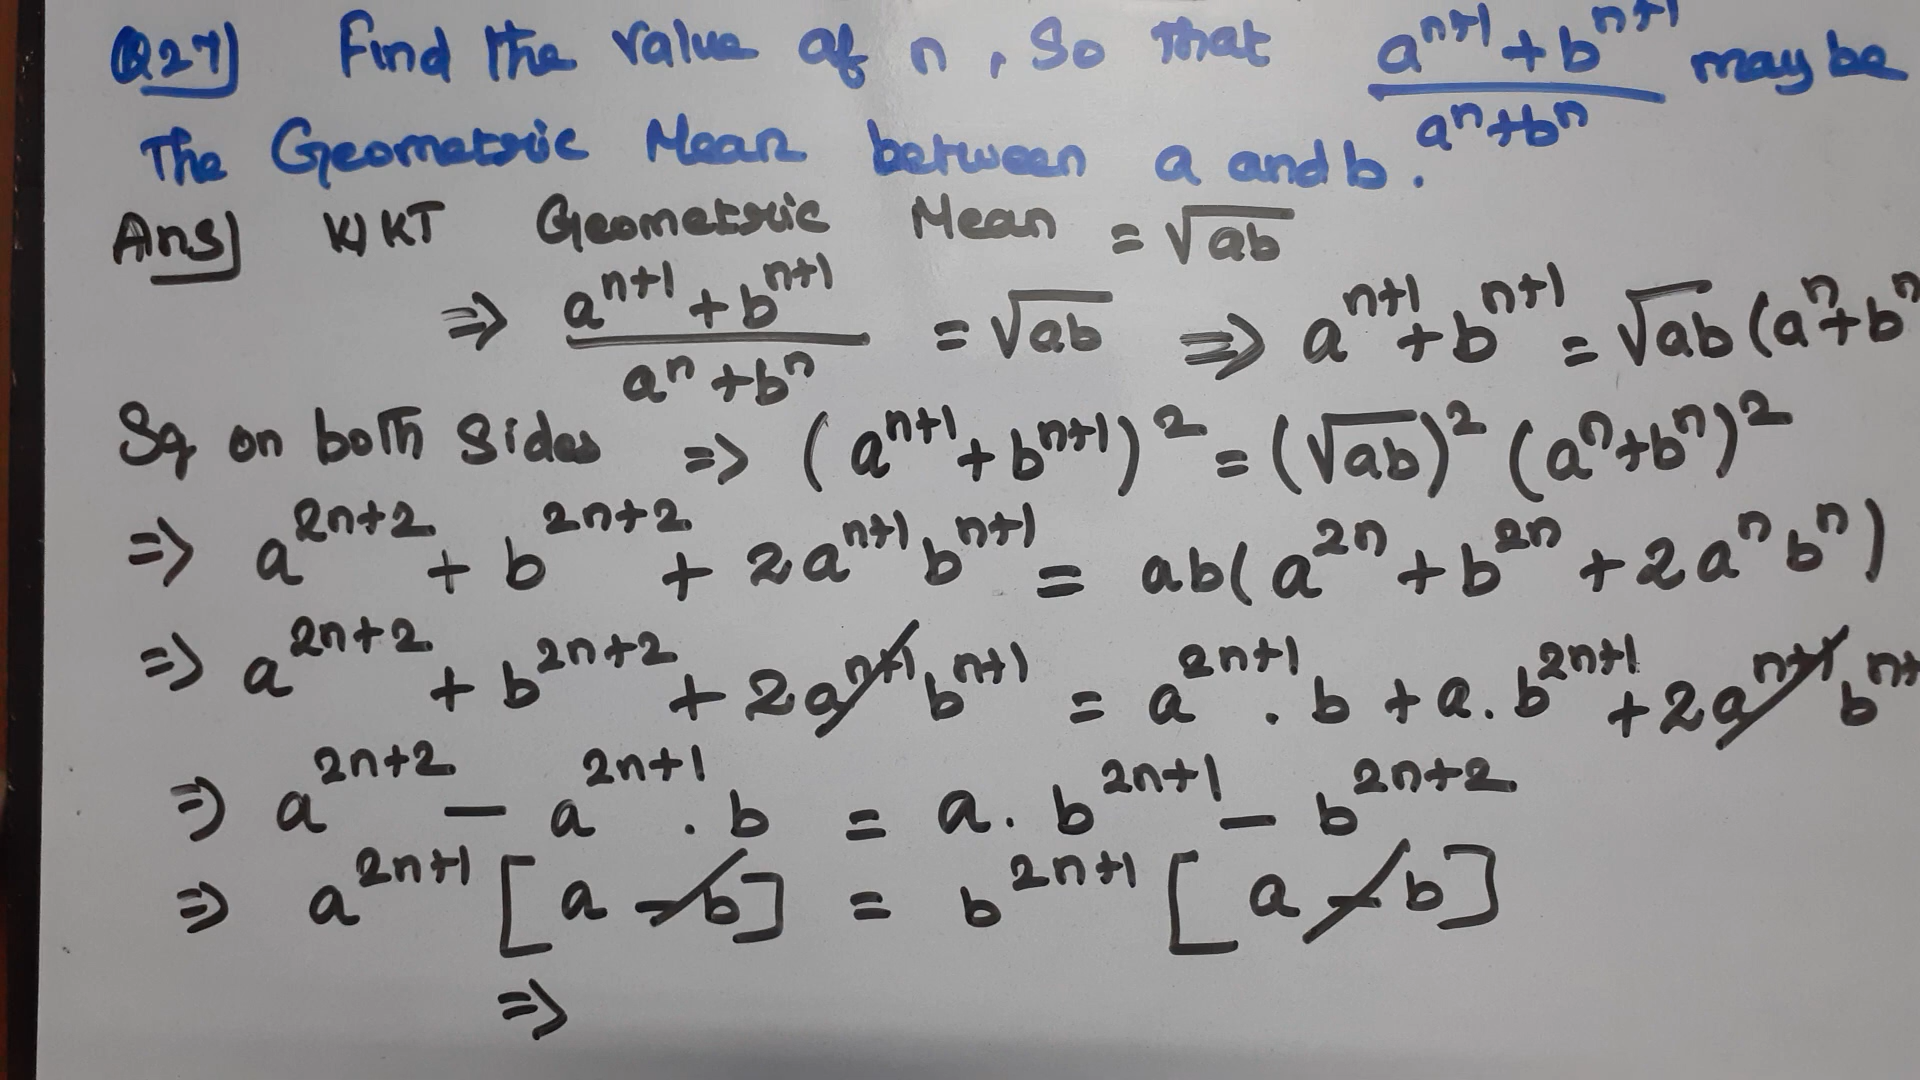 Q27) Find the value of n, so that a^{n+1} + b^{n+1} / a^n + b^n may be
the Geometric Mean between a and b.
Ans) WKT Geometric Mean = √ab
⇒ a^{n+1} + b^{n+1} / a^n + b^n = √ab ⇒ a^{n+1} + b^{n+1} = √ab (a^n + b^n
Sq on both sides ⇒ (a^{n+1} + b^{n+1})^2 = (√ab)^2 (a^n + b^n)^2
⇒ a^{2n+2} + b^{2n+2} + 2a^{n+1} b^{n+1} = ab(a^{2n} + b^{2n} + 2a^n b^n)
⇒ a^{2n+2} + b^{2n+2} + 2a^{n+1} b^{n+1} = a^{2n+1} . b + a. b^{2n+1} + 2a^{n+1} b^{n+
⇒ a^{2n+2} − a^{2n+1} . b = a. b^{2n+1} − b^{2n+2}
⇒ a^{2n+1} [a − b] = b^{2n+1} [a − b]
⇒